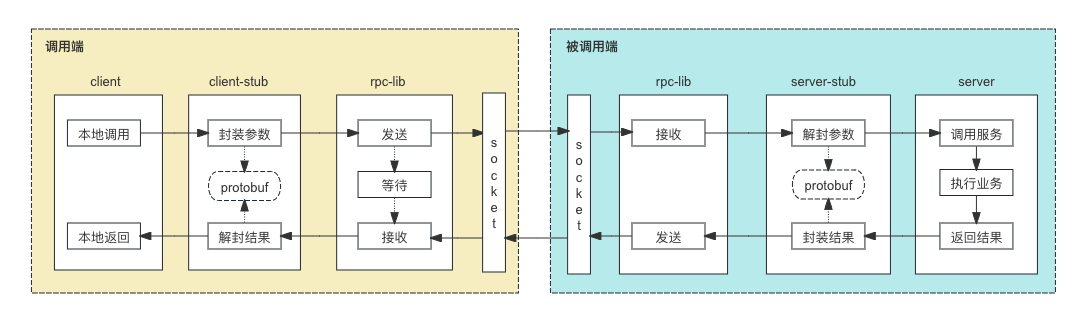 调用端
client
client-stub
rpc-lib
本地调用
封装参数
发送
protobuf
等待
本地返回
解封结果
接收
socket
被调用端
rpc-lib
server-stub
server
socket
接收
解封参数
调用服务
protobuf
执行业务
发送
封装结果
返回结果